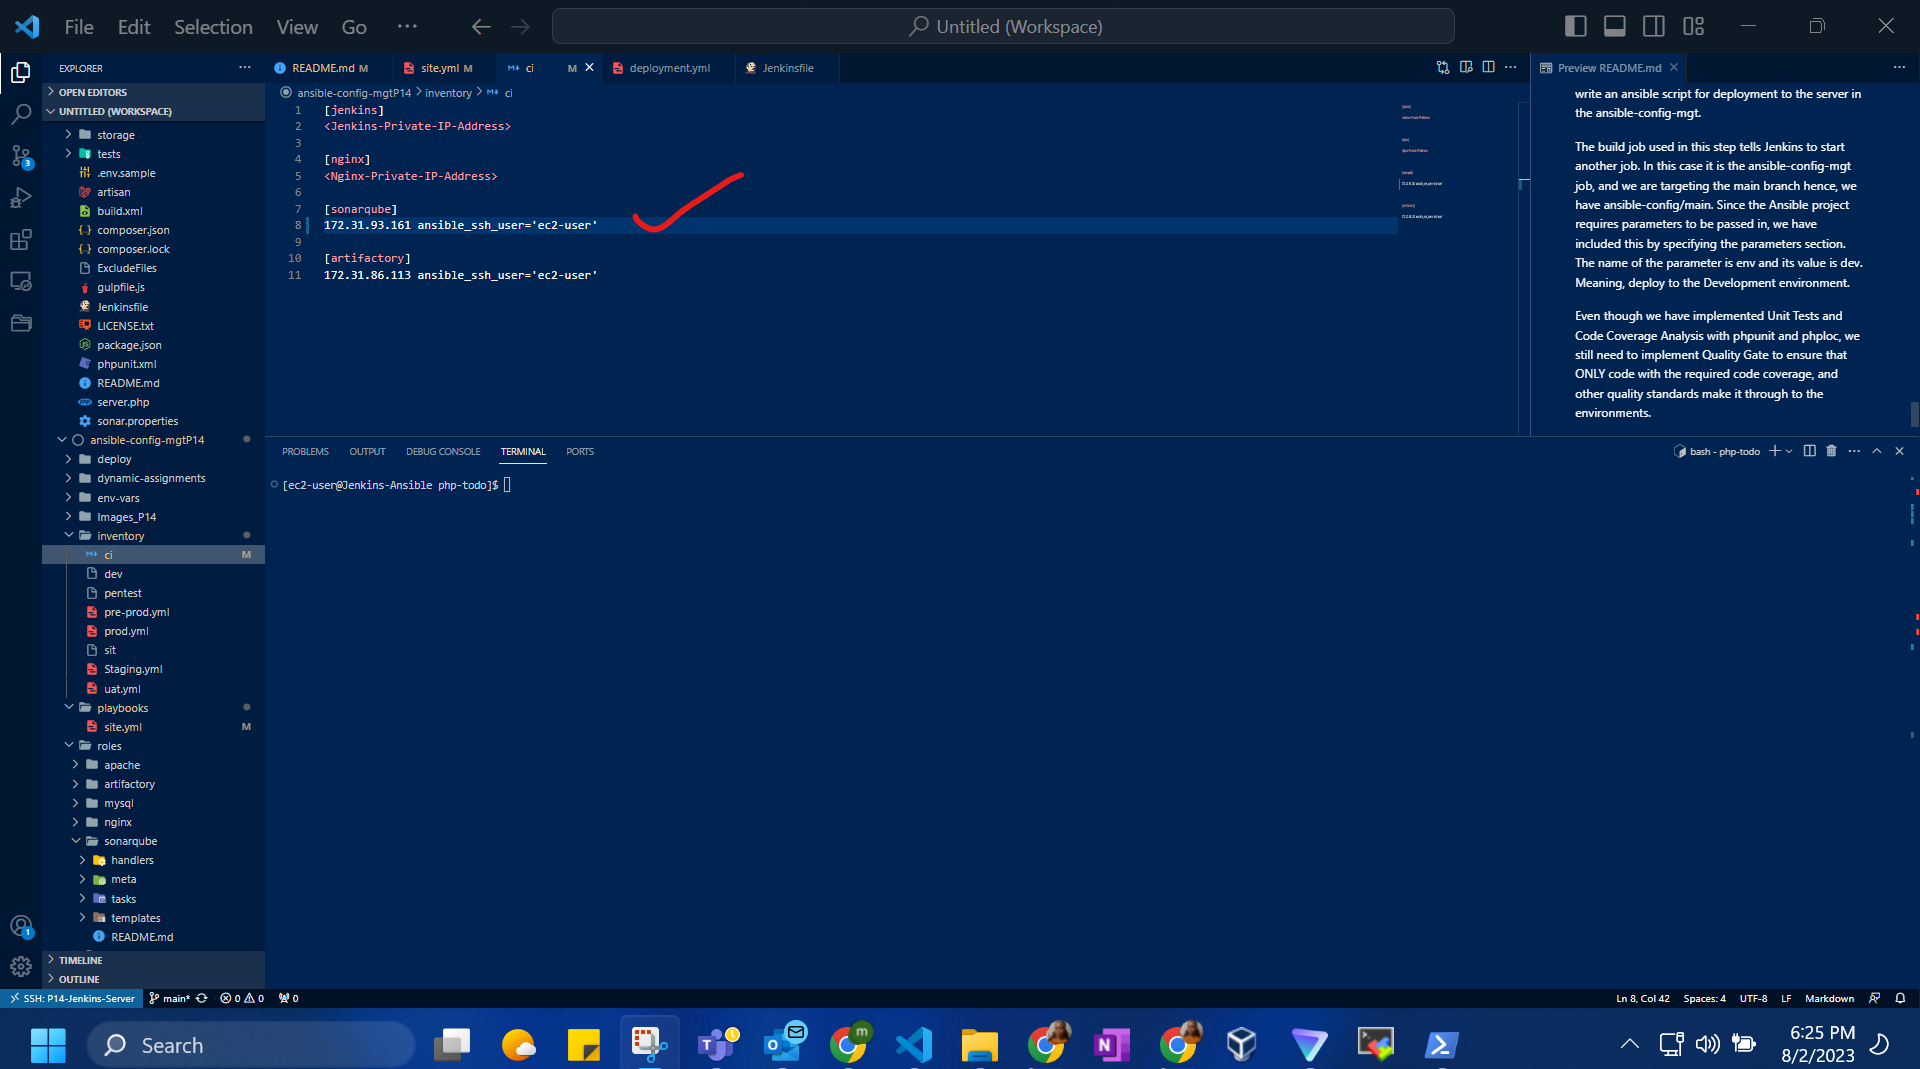 File Edit Selection View Go ···
Untitled (Workspace)
EXPLORER
OPEN EDITORS
UNTITLED (WORKSPACE)
storage
tests
.env.sample
artisan
build.xml
composer.json
composer.lock
ExcludeFiles
gulpfile.js
Jenkinsfile
LICENSE.txt
package.json
phpunit.xml
README.md
server.php
sonar.properties
ansible-config-mgtP14
deploy
dynamic-assignments
env-vars
Images_P14
inventory
ci M
dev
pentest
pre-prod.yml
prod.yml
sit
Staging.yml
uat.yml
playbooks
site.yml M
roles
apache
artifactory
mysql
nginx
sonarqube
handlers
meta
tasks
templates
README.md
TIMELINE
OUTLINE
README.md M site.yml M ci M deployment.yml Jenkinsfile
ansible-config-mgtP14 > inventory > ci
1 [jenkins]
2 <Jenkins-Private-IP-Address>
3
4 [nginx]
5 <Nginx-Private-IP-Address>
6
7 [sonarqube]
8 172.31.93.161 ansible_ssh_user='ec2-user'
9
10 [artifactory]
11 172.31.86.113 ansible_ssh_user='ec2-user'
Preview README.md
write an ansible script for deployment to the server in
the ansible-config-mgt.
The build job used in this step tells Jenkins to start
another job. In this case it is the ansible-config-mgt
job, and we are targeting the main branch hence, we
have ansible-config/main. Since the Ansible project
requires parameters to be passed in, we have
included this by specifying the parameters section.
The name of the parameter is env and its value is dev.
Meaning, deploy to the Development environment.
Even though we have implemented Unit Tests and
Code Coverage Analysis with phpunit and phploc, we
still need to implement Quality Gate to ensure that
ONLY code with the required code coverage, and
other quality standards make it through to the
environments.
PROBLEMS OUTPUT DEBUG CONSOLE TERMINAL PORTS
bash - php-todo
[ec2-user@Jenkins-Ansible php-todo]$
3
1
SSH: P14-Jenkins-Server main* 0 0 0
Ln 8, Col 42 Spaces: 4 UTF-8 LF Markdown
Search
m
6:25 PM
8/2/2023